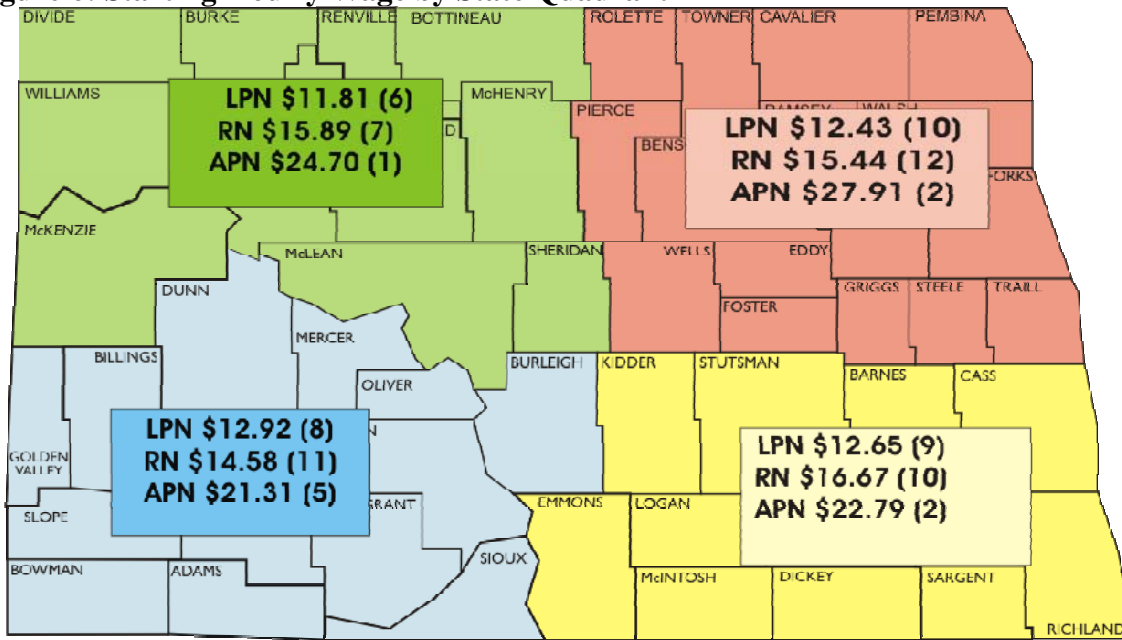 DIVIDE
BURKE
RENVILLE
BOTTINEAU
ROLETTE
TOWNER
CAVALIER
PEMBINA
WILLIAMS
McHENRY
PIERCE
LPN $11.81 (6)
RN $15.89 (7)
APN $24.70 (1)
LPN $12.43 (10)
RN $15.44 (12)
APN $27.91 (2)
BENS
FORKS
McKENZIE
McLEAN
SHERIDAN
WELLS
EDDY
DUNN
GRIGGS
STEELE
TRAILL
FOSTER
MERCER
BILLINGS
BURLEIGH
KIDDER
STUTSMAN
BARNES
CASS
OLIVER
LPN $12.92 (8)
RN $14.58 (11)
APN $21.31 (5)
LPN $12.65 (9)
RN $16.67 (10)
APN $22.79 (2)
GOLDEN
VALLEY
SLOPE
GRANT
EMMONS
LOGAN
SIOUX
BOWMAN
ADAMS
McINTOSH
DICKEY
SARGENT
RICHLAND